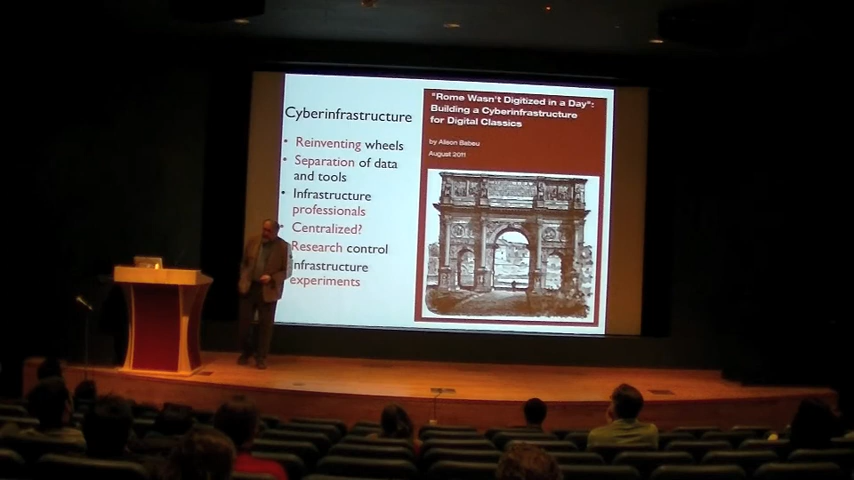 Cyberinfrastructure
• Reinventing wheels
• Separation of data
and tools
• Infrastructure
professionals
Centralized?
Research control
nfrastructure
experiments
"Rome Wasn't Digitized in a Day":
Building a Cyberinfrastructure
for Digital Classics
by Alison Babeu
August 2011